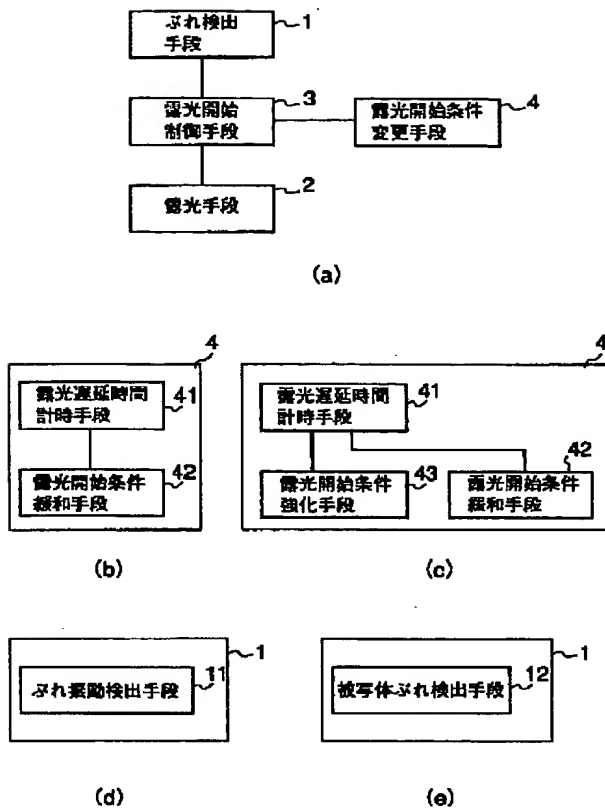 1
ぶれ検出
手段
3
露光開始
制御手段
4
露光開始条件
変更手段
2
露光手段
(a)
4
露光遅延時間
計時手段
41
42
露光開始条件
緩和手段
(b)
4
露光遅延時間
計時手段
41
露光開始条件
強化手段
43
42
露光開始条件
緩和手段
(c)
1
ぶれ振動検出手段
11
(d)
1
被写体ぶれ検出手段
12
(e)